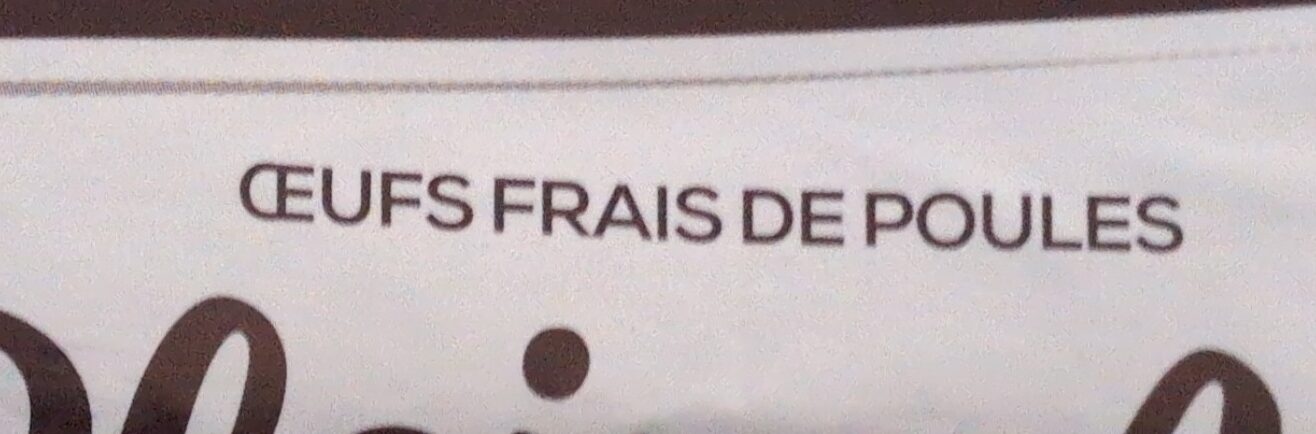 ŒUFS FRAIS DE POULES